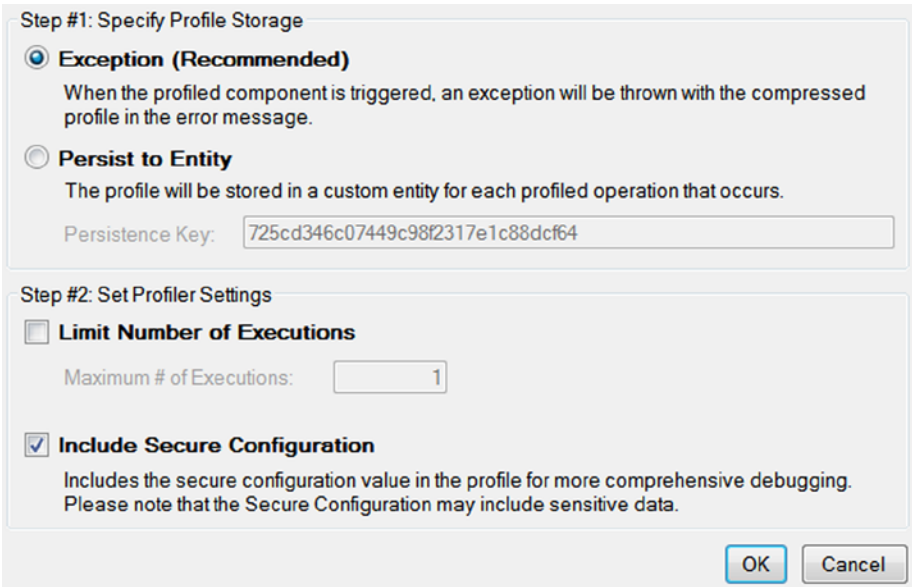 Step #1: Specify Profile Storage
Exception (Recommended)
When the profiled component is triggered, an exception will be thrown with the compressed
profile in the error message.
Persist to Entity
The profile will be stored in a custom entity for each profiled operation that occurs.
Persistence Key: 725cd346c07449c98f2317e1c88dcf64
Step #2: Set Profiler Settings
Limit Number of Executions
Maximum # of Executions: 1
Include Secure Configuration
Includes the secure configuration value in the profile for more comprehensive debugging.
Please note that the Secure Configuration may include sensitive data.
OK Cancel